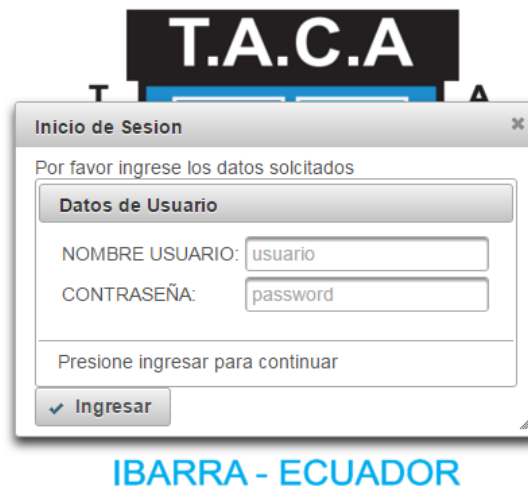 T.A.C.A
T A
Inicio de Sesion
Por favor ingrese los datos solcitados
Datos de Usuario
NOMBRE USUARIO: usuario
CONTRASEÑA: password
Presione ingresar para continuar
Ingresar
IBARRA - ECUADOR